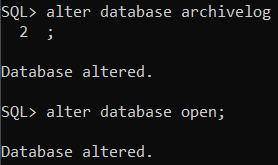 SQL> alter database archivelog
  2  ;
Database altered.
SQL> alter database open;
Database altered.